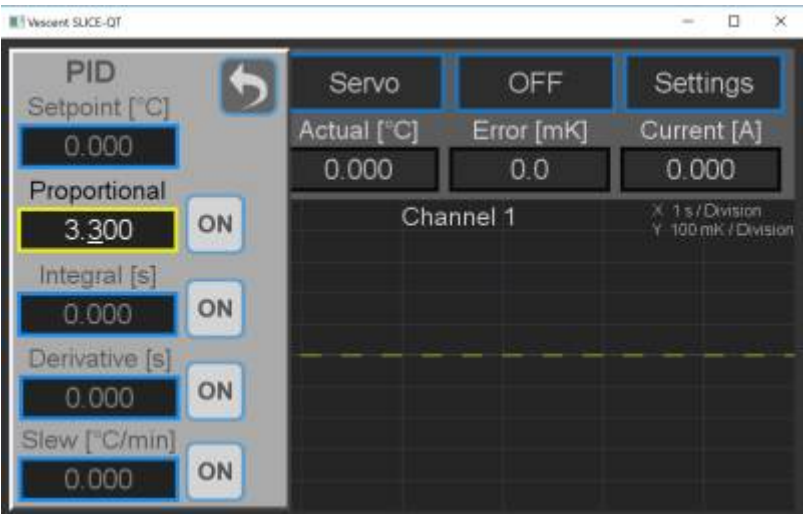 Vescent SLICE-QT
PID
Setpoint [°C]
0.000
Proportional
3.300
ON
Integral [s]
0.000
ON
Derivative [s]
0.000
ON
Slew [°C/min]
0.000
ON
Servo
OFF
Settings
Actual [°C]
Error [mK]
Current [A]
0.000
0.0
0.000
Channel 1
X 1 s / Division
Y 100 mK / Division